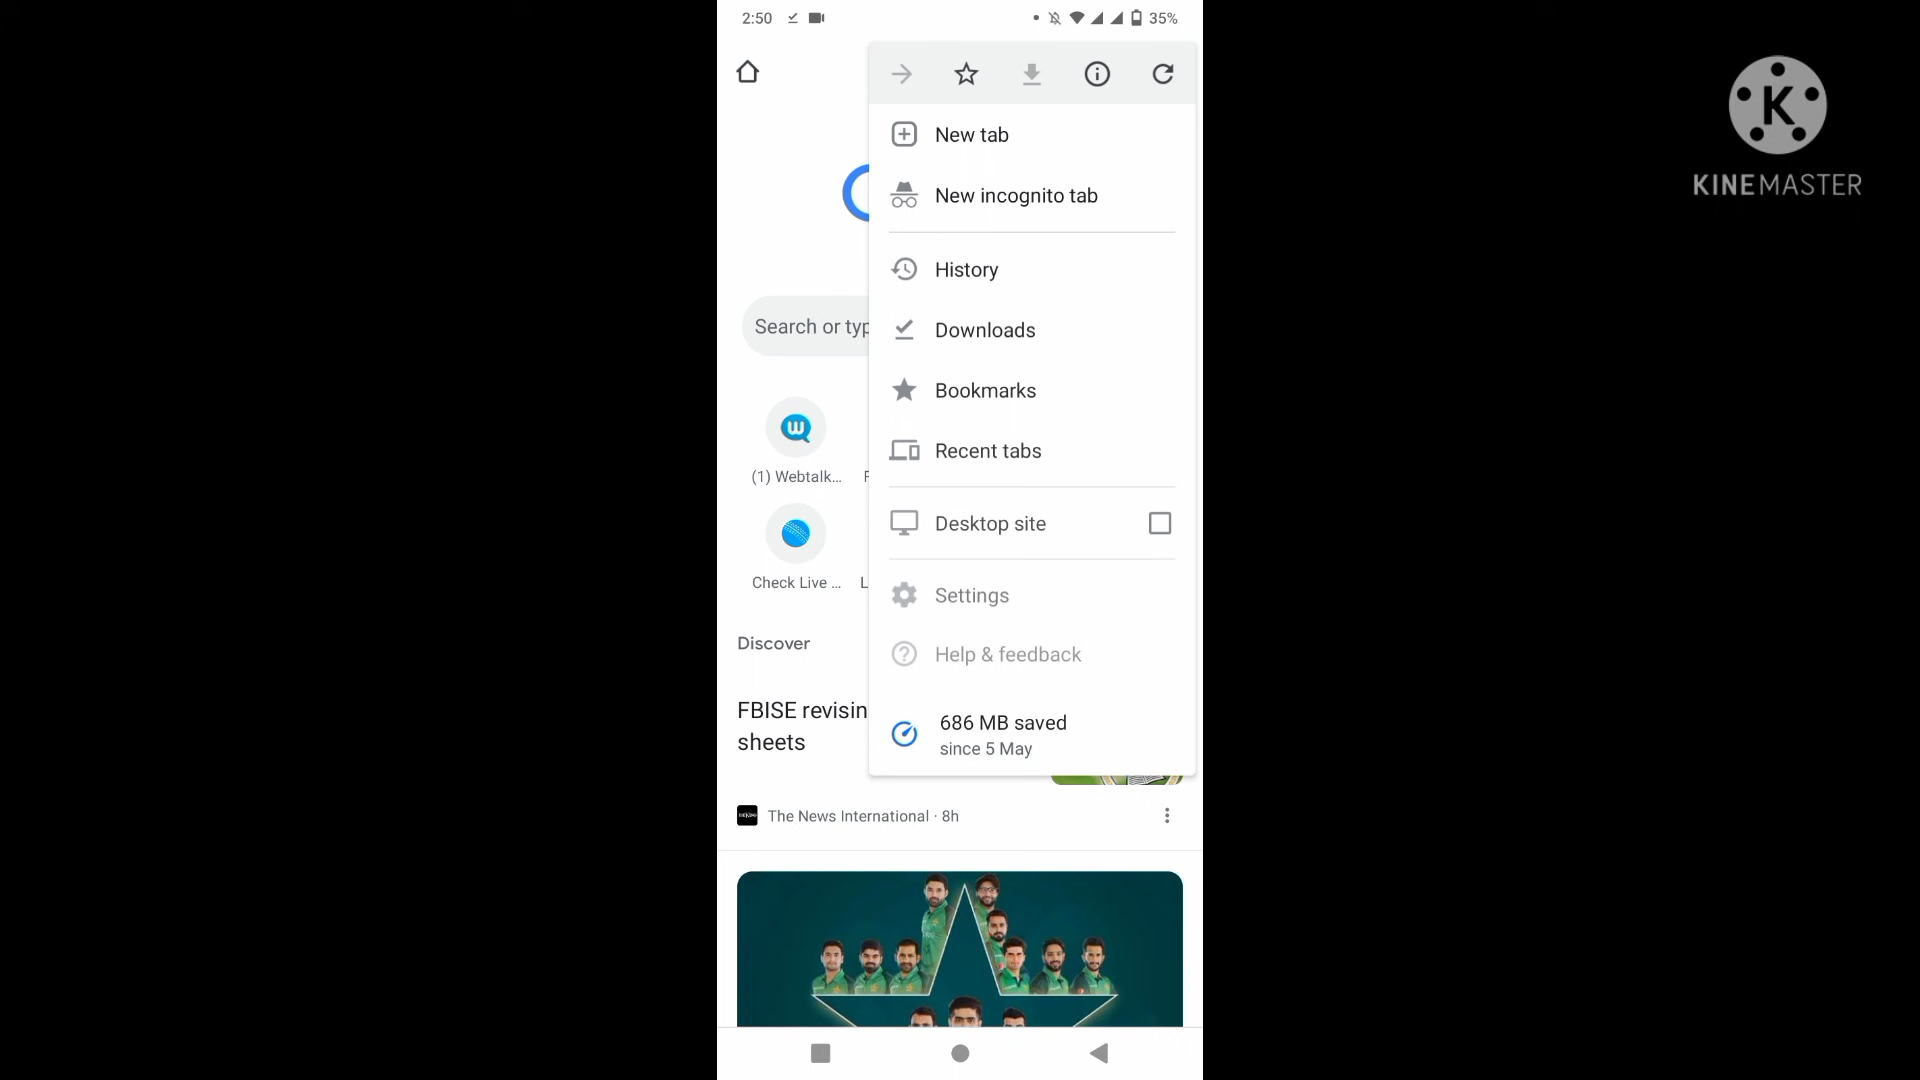 2:50
35%
K
KINEMASTER
New tab
New incognito tab
History
Search or typ
Downloads
Bookmarks
Recent tabs
(1) Webtalk...
Desktop site
Check Live ...
Settings
Discover
Help & feedback
FBISE revisin
sheets
686 MB saved
since 5 May
The News International · 8h